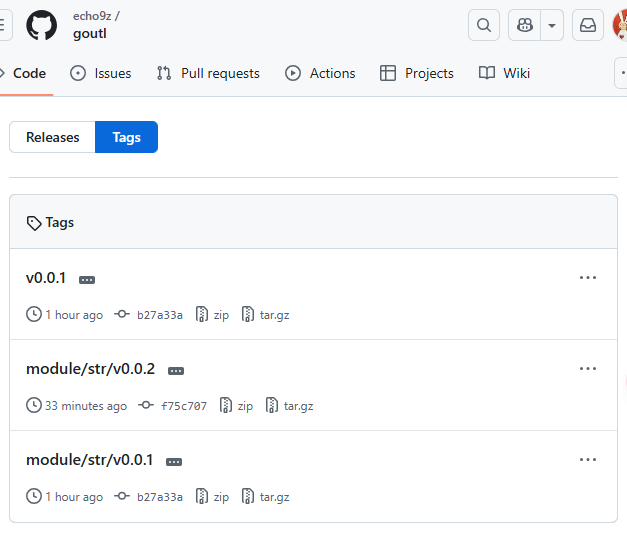 echo9z /
goutl
Code Issues Pull requests Actions Projects Wiki
Releases Tags
Tags
v0.0.1
1 hour ago b27a33a zip tar.gz
module/str/v0.0.2
33 minutes ago f75c707 zip tar.gz
module/str/v0.0.1
1 hour ago b27a33a zip tar.gz